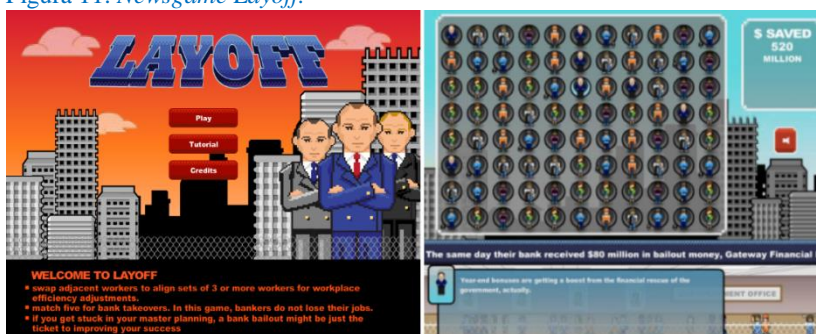 Figura 11. Newsgame Layoff.
LAYOFF
Play
Tutorial
Credits
WELCOME TO LAYOFF
swap adjacent workers to align sets of 3 or more workers for workplace
efficiency adjustments.
match five for bank takeovers. In this game, bankers do not lose their jobs.
if you get stuck in your master planning, a bank bailout might be just the
ticket to improving your success
$ SAVED
520
MILLION
The same day their bank received $80 million in bailout money, Gateway Financial
Year-end bonuses are getting a boost from the financial rescue of the
government, actually.
MENT OFFICE